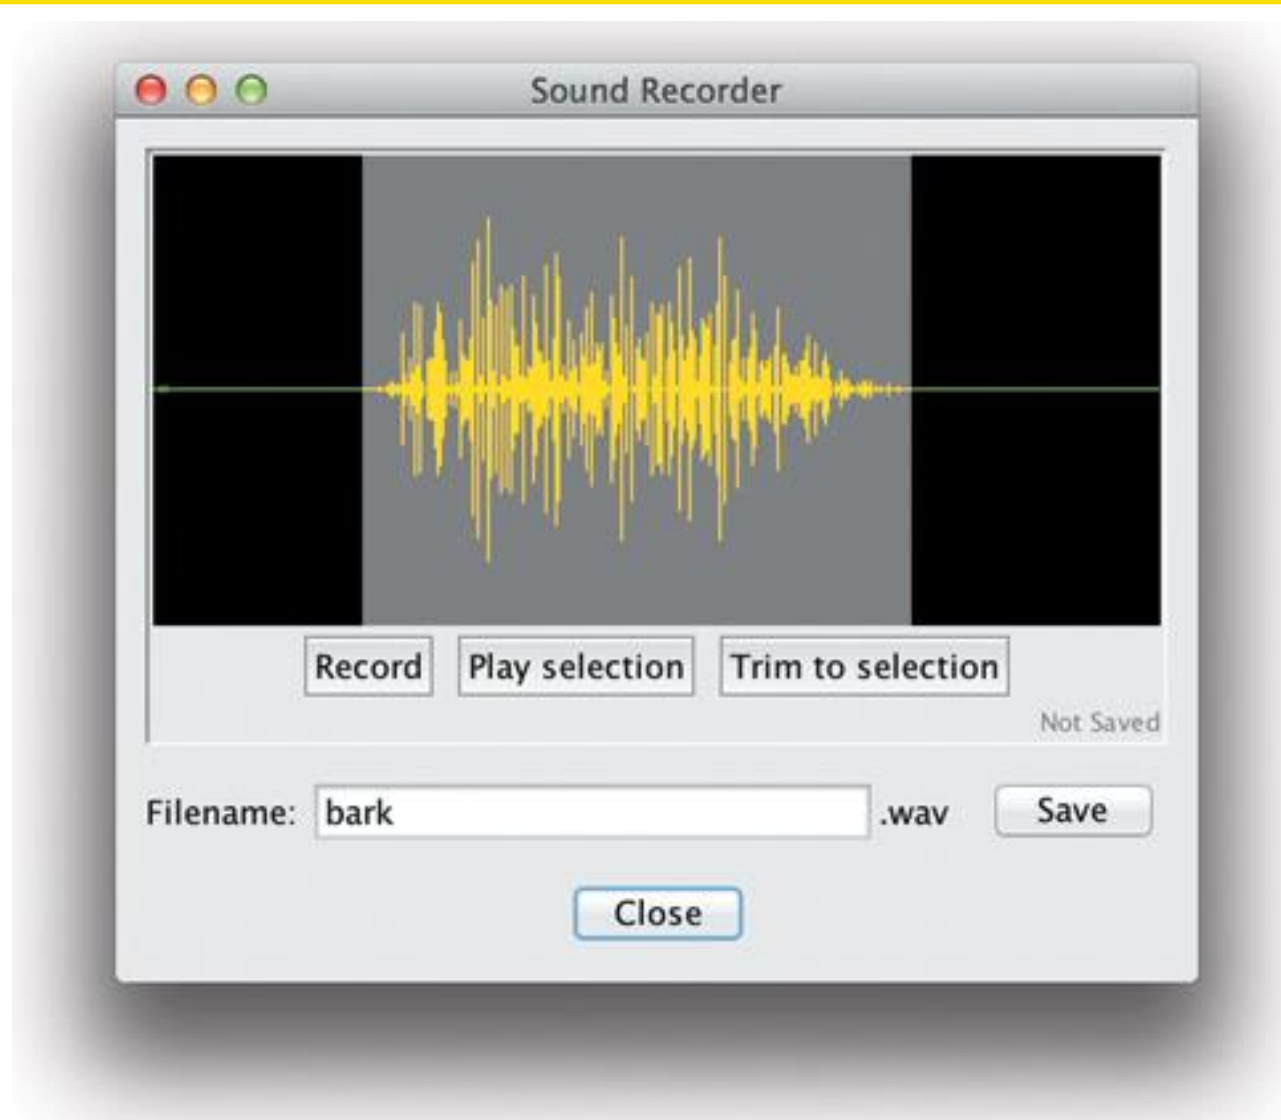 Sound Recorder
Record Play selection Trim to selection
Not Saved
Filename: bark .wav Save
Close